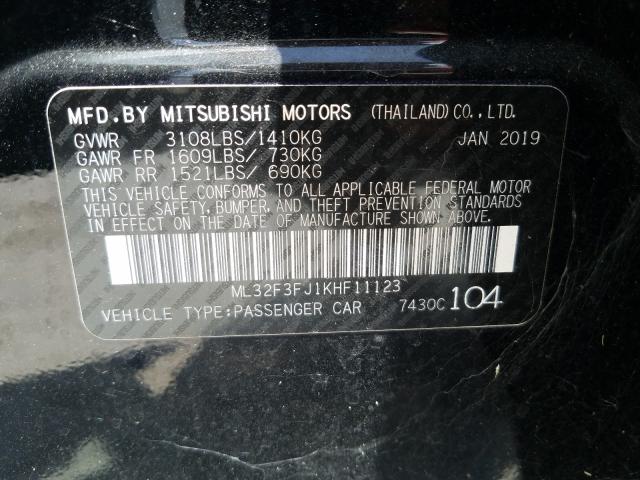 MFD.BY MITSUBISHI MOTORS (THAILAND)CO.,LTD.
GVWR 3108LBS/1410KG JAN 2019
GAWR FR 1609LBS/ 730KG
GAWR RR 1521LBS/ 690KG
THIS VEHICLE CONFORMS TO ALL APPLICABLE FEDERAL MOTOR
VEHICLE SAFETY, BUMPER, AND THEFT PREVENTION STANDARDS
IN EFFECT ON THE DATE OF MANUFACTURE SHOWN ABOVE.
ML32F3FJ1KHF11123
VEHICLE TYPE:PASSENGER CAR 7430C 104